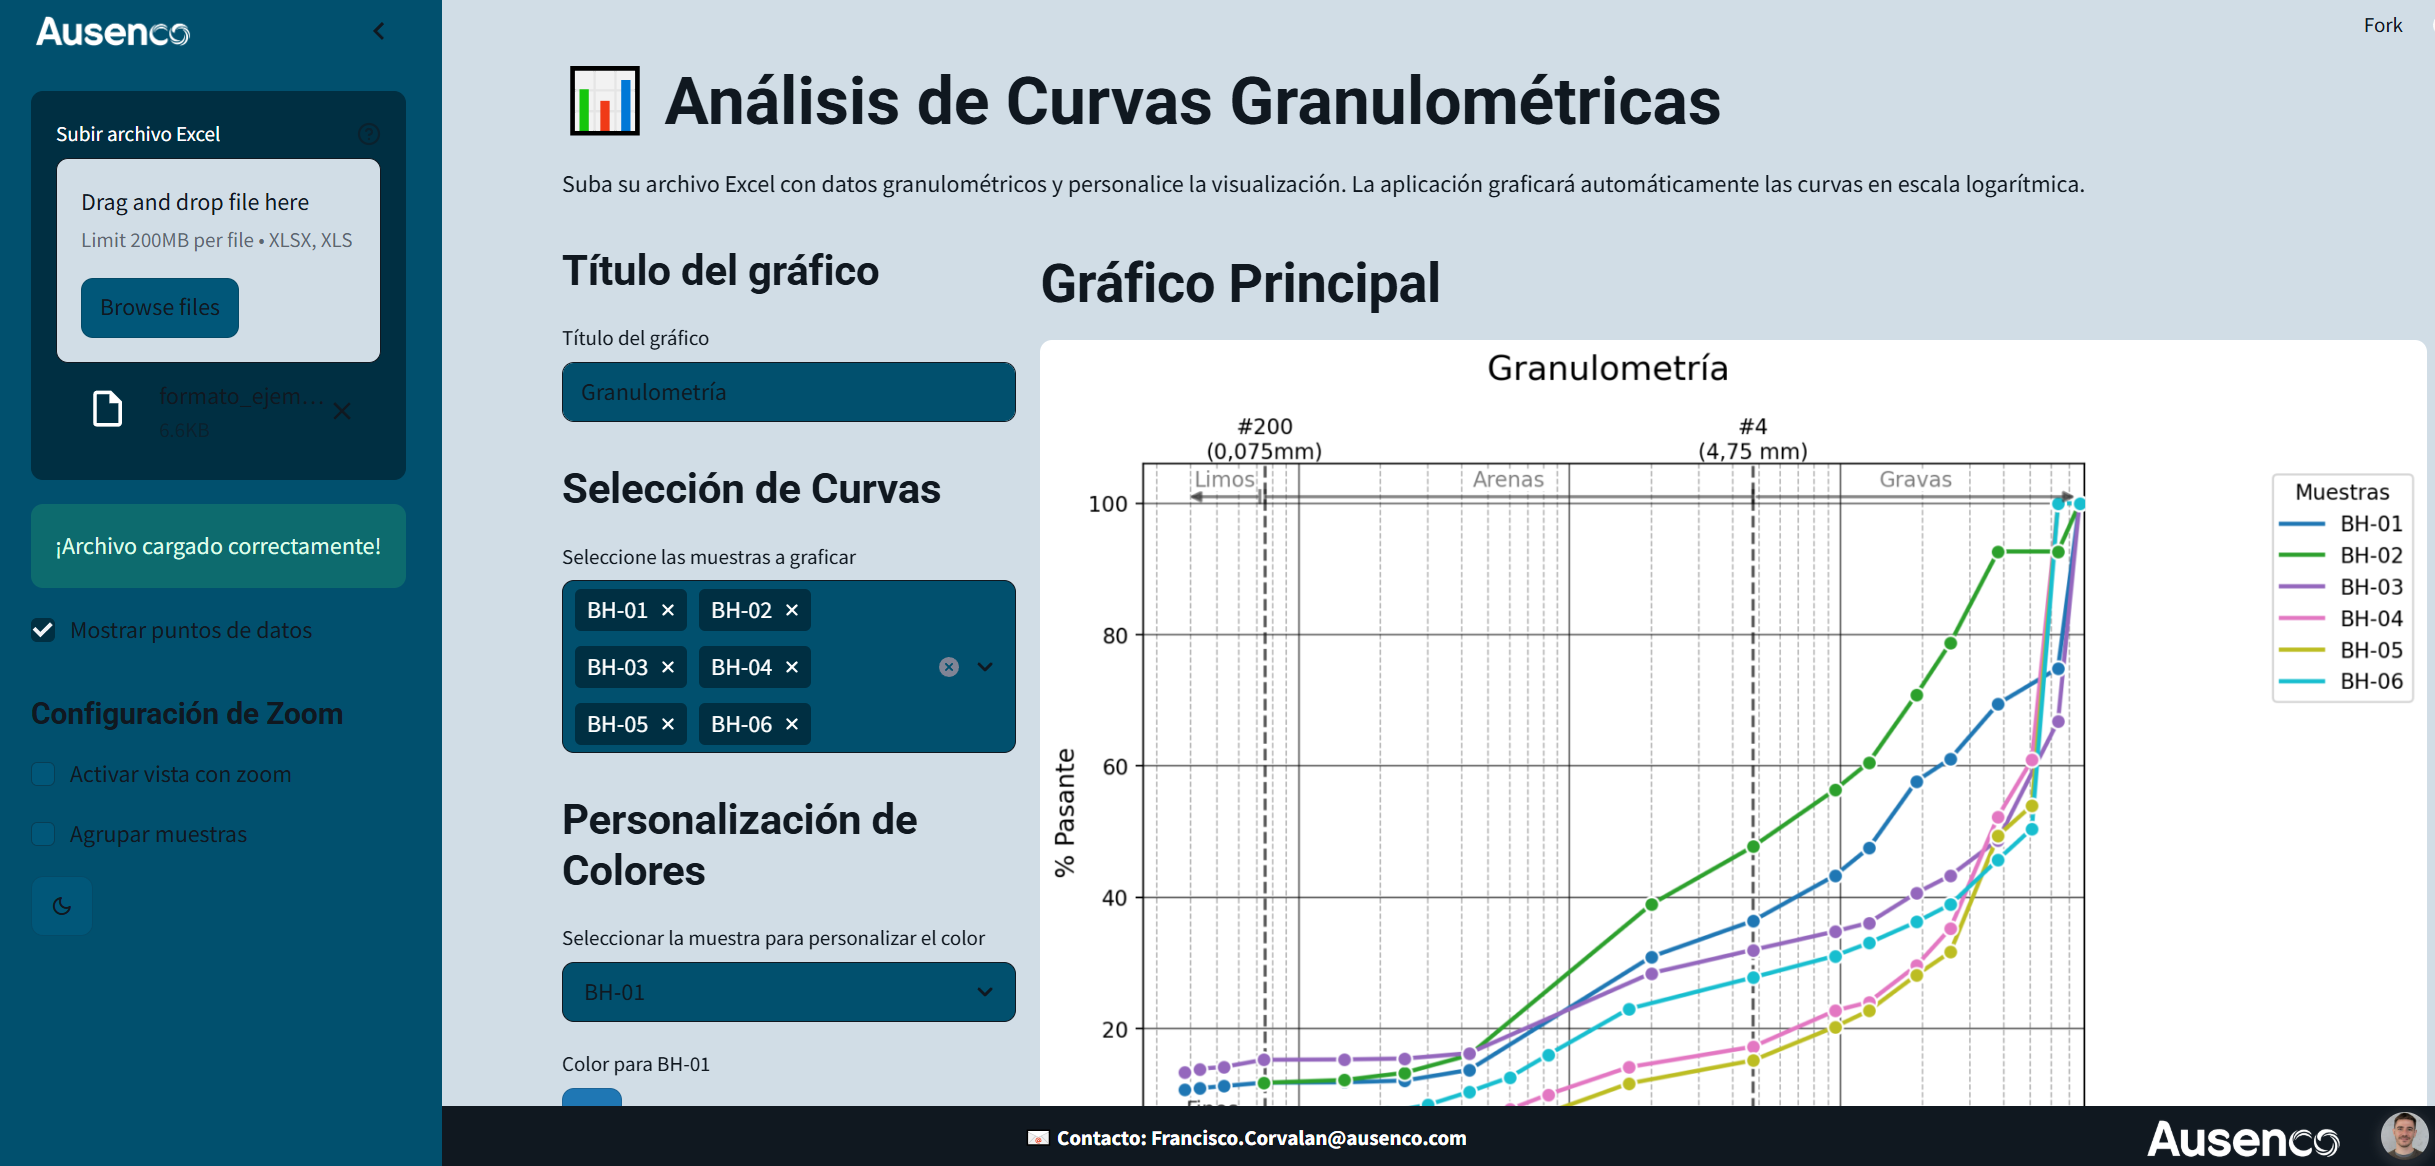 Ausenco
Fork
Subir archivo Excel
Drag and drop file here
Limit 200MB per file • XLSX, XLS
Browse files
formato_ejem...
6.6KB
¡Archivo cargado correctamente!
Mostrar puntos de datos
Configuración de Zoom
Activar vista con zoom
Agrupar muestras
Análisis de Curvas Granulométricas
Suba su archivo Excel con datos granulométricos y personalice la visualización. La aplicación graficará automáticamente las curvas en escala logarítmica.
Título del gráfico
Título del gráfico
Granulometría
Selección de Curvas
Seleccione las muestras a graficar
BH-01 × BH-02 ×
BH-03 × BH-04 ×
BH-05 × BH-06 ×
Personalización de
Colores
Seleccionar la muestra para personalizar el color
BH-01
Color para BH-01
Gráfico Principal
Granulometría
#200
(0,075mm)
#4
(4,75 mm)
Limos
Arenas
Gravas
100
80
60
40
20
% Pasante
Finos
Muestras
BH-01
BH-02
BH-03
BH-04
BH-05
BH-06
Contacto: Francisco.Corvalan@ausenco.com
Ausenco